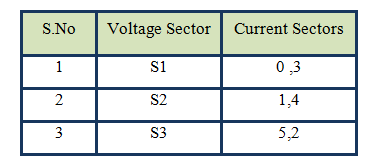 S.No Voltage Sector Current Sectors
1 S1 0 ,3
2 S2 1,4
3 S3 5,2